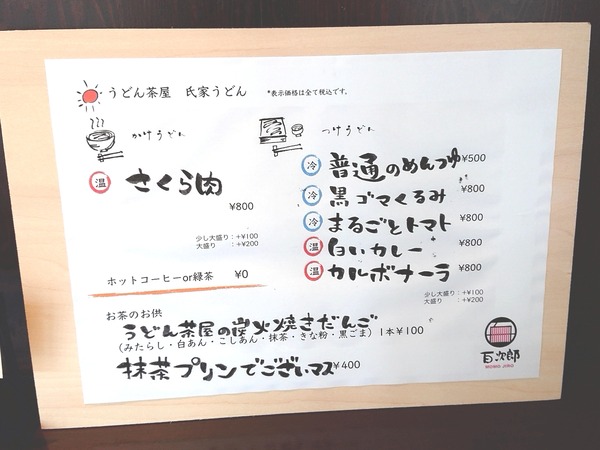 うどん茶屋 氏家うどん *表示価格は全て税込です。
かけうどん
温 さくら肉
¥800
少し大盛り:+¥100
大盛り :+¥200
ホットコーヒーor緑茶 ¥0
つけうどん
冷 普通のめんつゆ ¥500
冷 黒ゴマくるみ ¥800
冷 まるごとトマト ¥800
温 白いカレー ¥800
温 カルボナーラ ¥800
少し大盛り:+¥100
大盛り :+¥200
お茶のお供
うどん茶屋の炭火焼きだんご 1本¥100
(みたらし・白あん・こしあん・抹茶・きな粉・黒ごま)
抹茶プリンでございマス ¥400
百次郎
MOMO JIRO